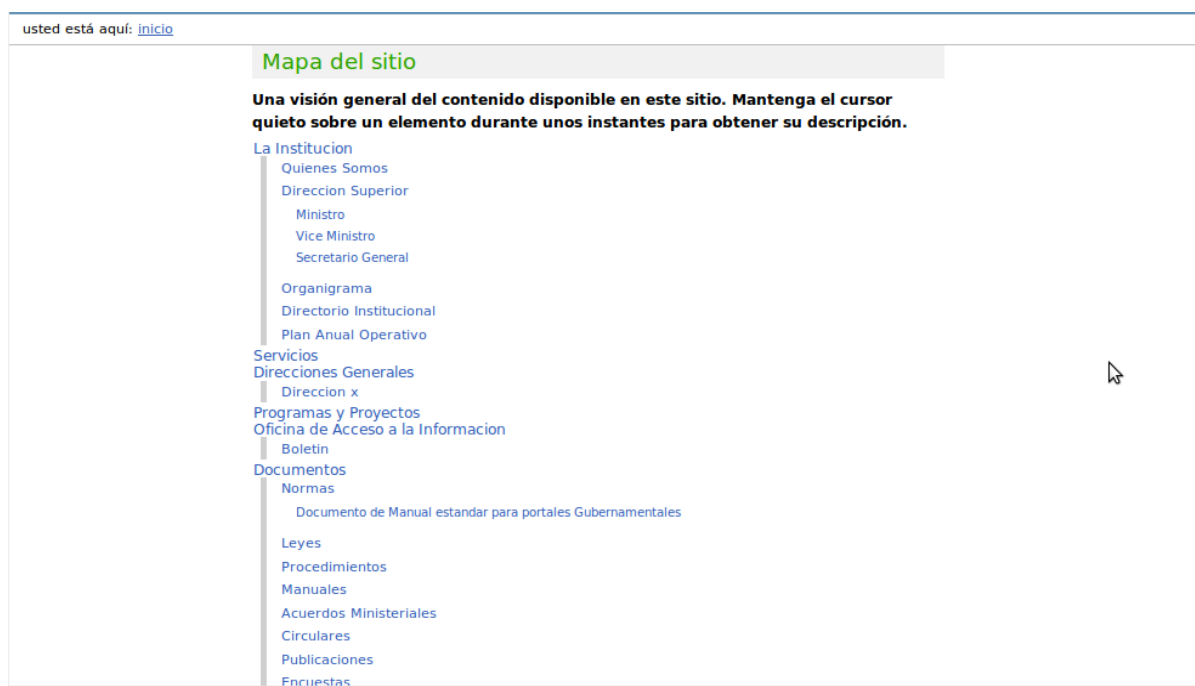 usted está aquí: inicio
Mapa del sitio
Una visión general del contenido disponible en este sitio. Mantenga el cursor
quieto sobre un elemento durante unos instantes para obtener su descripción.
La Institucion
Quienes Somos
Direccion Superior
Ministro
Vice Ministro
Secretario General
Organigrama
Directorio Institucional
Plan Anual Operativo
Servicios
Direcciones Generales
Direccion x
Programas y Proyectos
Oficina de Acceso a la Informacion
Boletin
Documentos
Normas
Documento de Manual estandar para portales Gubernamentales
Leyes
Procedimientos
Manuales
Acuerdos Ministeriales
Circulares
Publicaciones
Encuestas